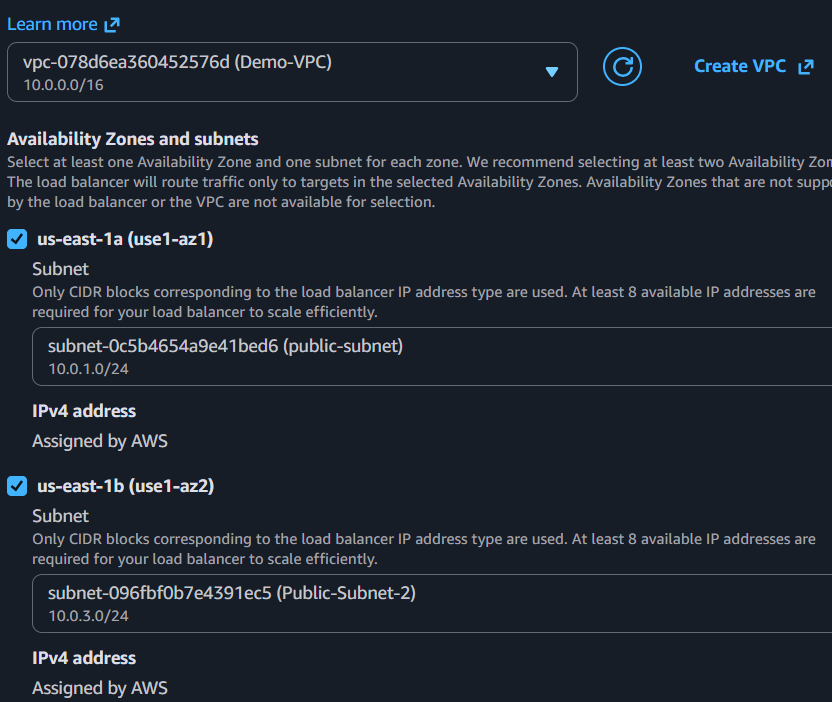 Learn more
vpc-078d6ea360452576d (Demo-VPC)
10.0.0.0/16
Create VPC
Availability Zones and subnets
Select at least one Availability Zone and one subnet for each zone. We recommend selecting at least two Availability Zon
The load balancer will route traffic only to targets in the selected Availability Zones. Availability Zones that are not suppo
by the load balancer or the VPC are not available for selection.
us-east-1a (use1-az1)
Subnet
Only CIDR blocks corresponding to the load balancer IP address type are used. At least 8 available IP addresses are
required for your load balancer to scale efficiently.
subnet-0c5b4654a9e41bed6 (public-subnet)
10.0.1.0/24
IPv4 address
Assigned by AWS
us-east-1b (use1-az2)
Subnet
Only CIDR blocks corresponding to the load balancer IP address type are used. At least 8 available IP addresses are
required for your load balancer to scale efficiently.
subnet-096fbf0b7e4391ec5 (Public-Subnet-2)
10.0.3.0/24
IPv4 address
Assigned by AWS